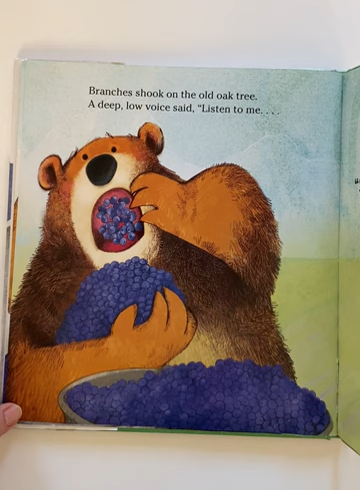 Branches shook on the old oak tree.
A deep, low voice said, “Listen to me. . . .